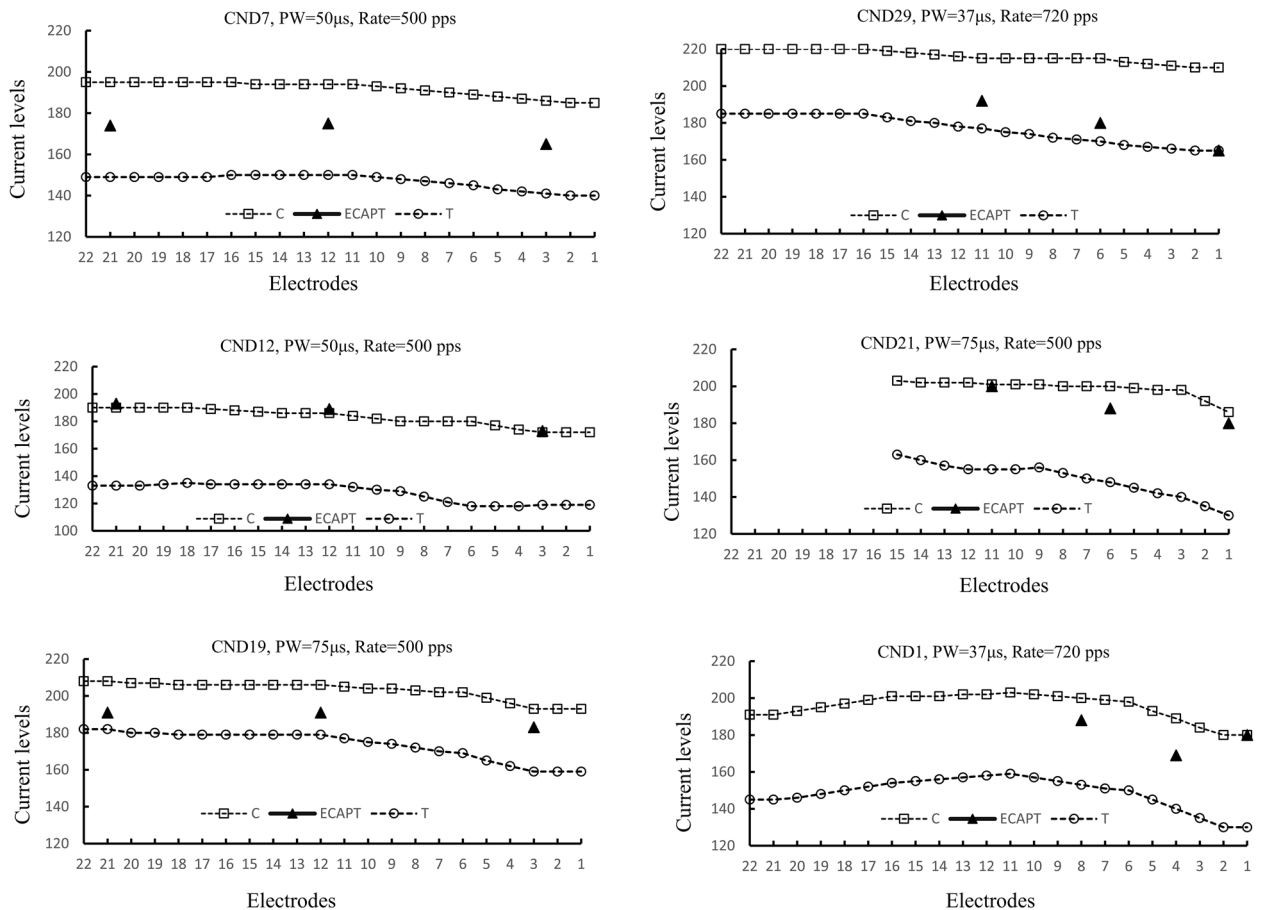 CND7, PW=50μs, Rate=500 pps
220
200
180
160
140
120
Current levels
C ECAPT T
22 21 20 19 18 17 16 15 14 13 12 11 10 9 8 7 6 5 4 3 2 1
Electrodes
CND29, PW=37μs, Rate=720 pps
220
200
180
160
140
120
Current levels
C ECAPT T
22 21 20 19 18 17 16 15 14 13 12 11 10 9 8 7 6 5 4 3 2 1
Electrodes
CND12, PW=50μs, Rate=500 pps
220
200
180
160
140
120
100
Current levels
C ECAPT T
22 21 20 19 18 17 16 15 14 13 12 11 10 9 8 7 6 5 4 3 2 1
Electrodes
CND21, PW=75μs, Rate=500 pps
220
200
180
160
140
120
Current levels
C ECAPT T
22 21 20 19 18 17 16 15 14 13 12 11 10 9 8 7 6 5 4 3 2 1
Electrodes
CND19, PW=75μs, Rate=500 pps
220
200
180
160
140
120
Current levels
C ECAPT T
22 21 20 19 18 17 16 15 14 13 12 11 10 9 8 7 6 5 4 3 2 1
Electrodes
CND1, PW=37μs, Rate=720 pps
220
200
180
160
140
120
Current levels
C ECAPT T
22 21 20 19 18 17 16 15 14 13 12 11 10 9 8 7 6 5 4 3 2 1
Electrodes